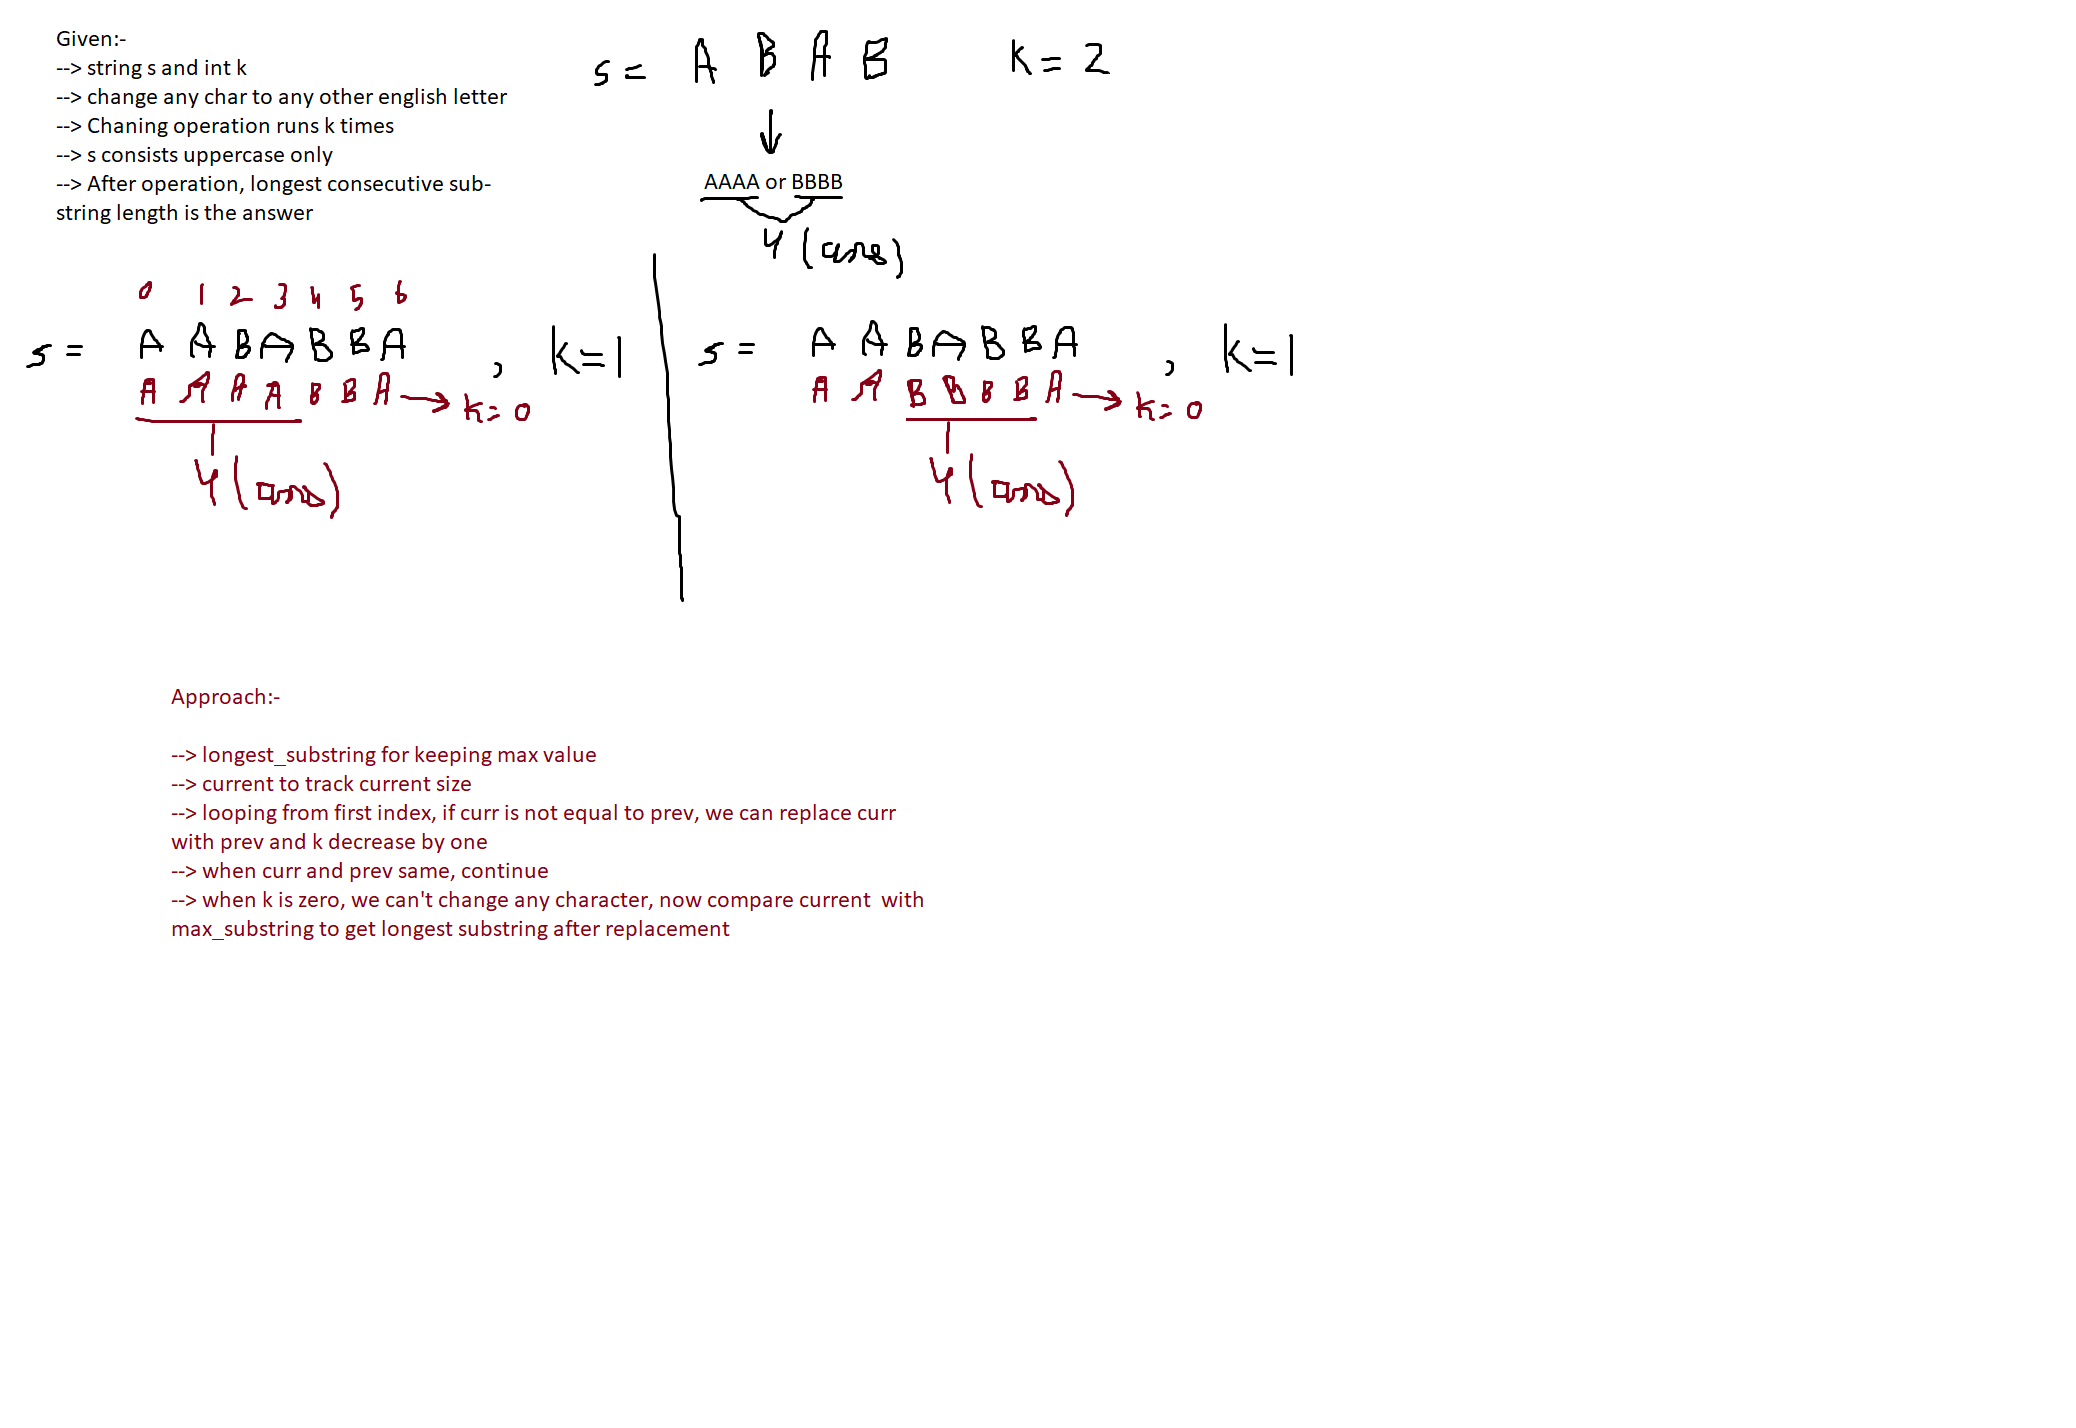 Given:-
--> string s and int k
--> change any char to any other english letter
--> Chaning operation runs k times
--> s consists uppercase only
--> After operation, longest consecutive sub-
string length is the answer
s = A B A B k = 2
AAAA or BBBB
4 (ans)
0 1 2 3 4 5 6
s = A A B A B B A , k=1
A A A A B B A → k = 0
4 (ans)
s = A A B A B B A , k=1
A A B B B B A → k = 0
4 (ans)
Approach:-
--> longest_substring for keeping max value
--> current to track current size
--> looping from first index, if curr is not equal to prev, we can replace curr
with prev and k decrease by one
--> when curr and prev same, continue
--> when k is zero, we can't change any character, now compare current  with
max_substring to get longest substring after replacement